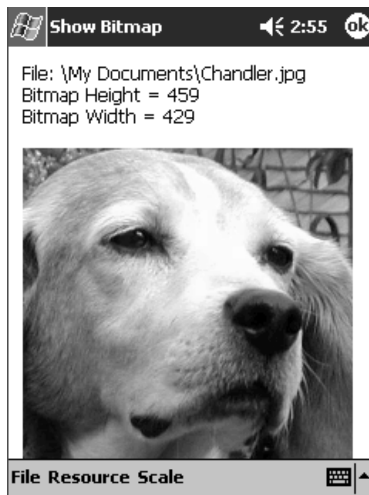 Show Bitmap 2:55 ok
File: \My Documents\Chandler.jpg
Bitmap Height = 459
Bitmap Width = 429
File Resource Scale